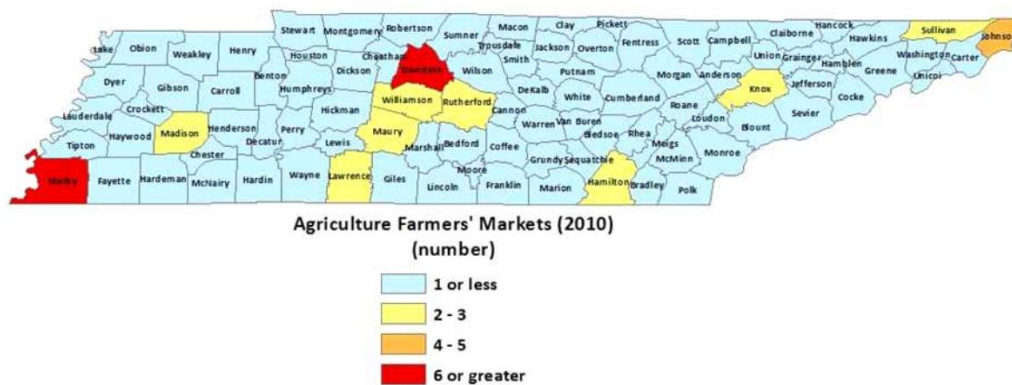 Stewart Montgomery Robertson Sumner Macon Clay Pickett Hancock Sullivan Johnson
Lake Obion Weakley Henry Houston Cheatham Trousdale Jackson Overton Fentress Scott Campbell Claiborne Hawkins Washington Carter
Dyer Gibson Carroll Benton Humphreys Dickson Davidson Wilson Smith Putnam Morgan Anderson Union Grainger Hamblen Greene Unicoi
Lauderdale Crockett Hickman Williamson Rutherford Cannon DeKalb White Cumberland Roane Knox Jefferson Cocke
Tipton Haywood Madison Henderson Decatur Perry Lewis Maury Marshall Bedford Coffee Warren Van Buren Bledsoe Rhea Meigs Loudon Blount Sevier
Shelby Fayette Hardeman Chester McNairy Hardin Wayne Lawrence Giles Lincoln Moore Franklin Grundy Sequatchie Marion Hamilton Bradley McMinn Monroe Polk
Agriculture Farmers' Markets (2010)
(number)
1 or less
2 - 3
4 - 5
6 or greater